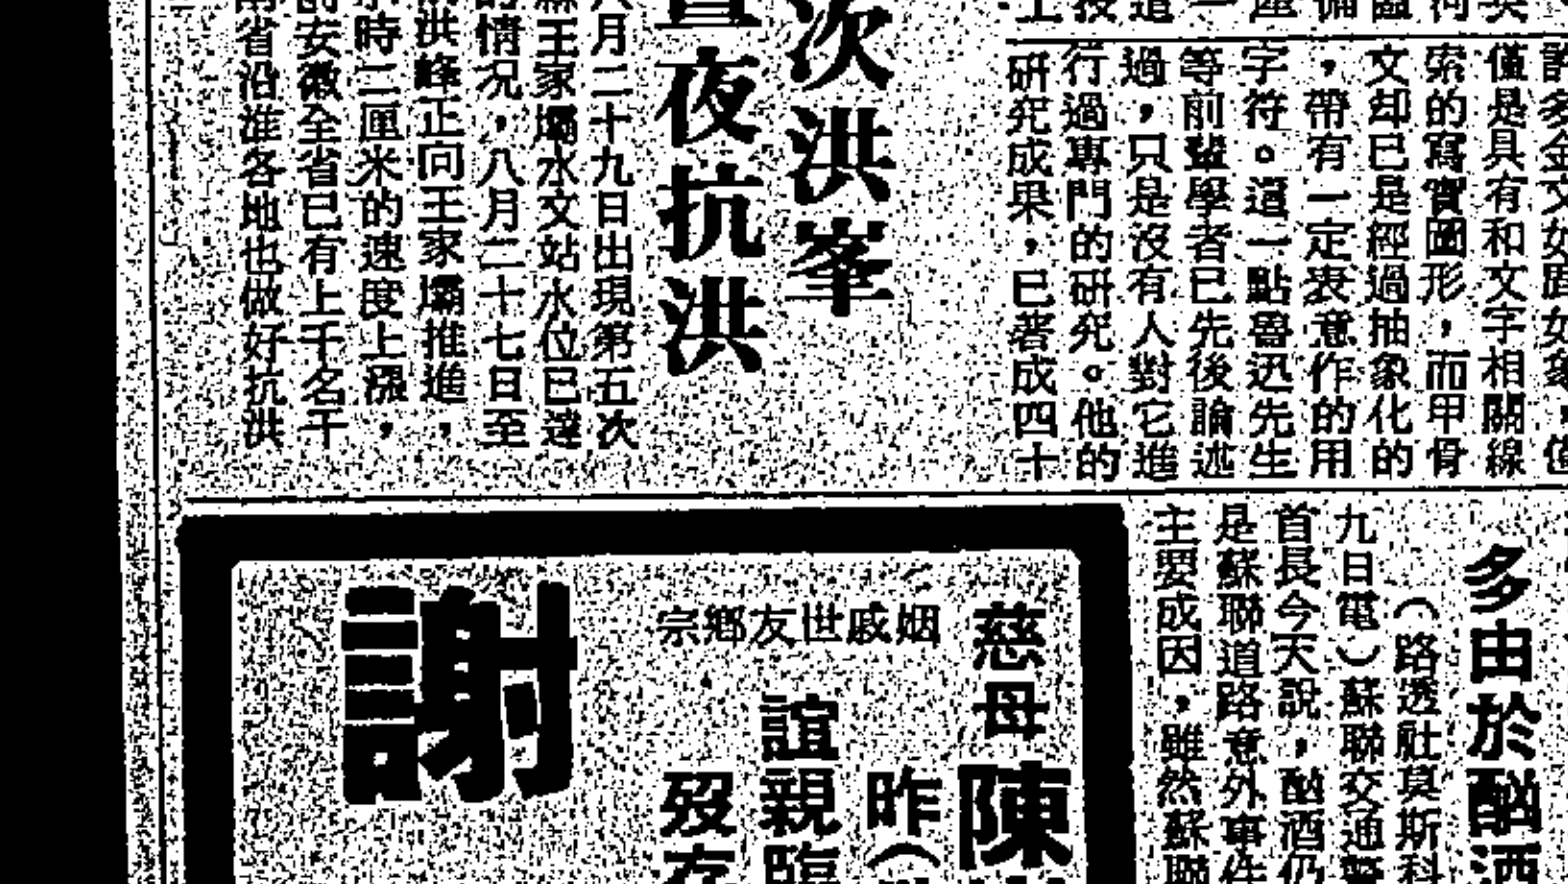 僅是具有和文字相關線
索的寫實圖形，而甲骨
文却已是經過抽象化的
，帶有一定表意作的用
字符。這一點魯迅先生
等前輩學者已先後論述
過，只是沒有人對它進
行過專門的研究。他的
研究成果，已著成四十
次洪峯
晝夜抗洪
八月二十九日出現第五次
王家壩水文站水位已達
情況，八月二十七日至
洪峰正向王家壩推進，
時二厘米的速度上漲，
安徽全省已有上千名干
省沿淮各地也做好抗洪
多由於酗酒
（路透社莫斯科
九日電）蘇聯交通警
首長今天說，酗酒仍
是蘇聯道路意外事件
主要成因，雖然蘇聯
慈母陳
昨（
姻戚世友鄉宗
誼親臨
歿存
謝